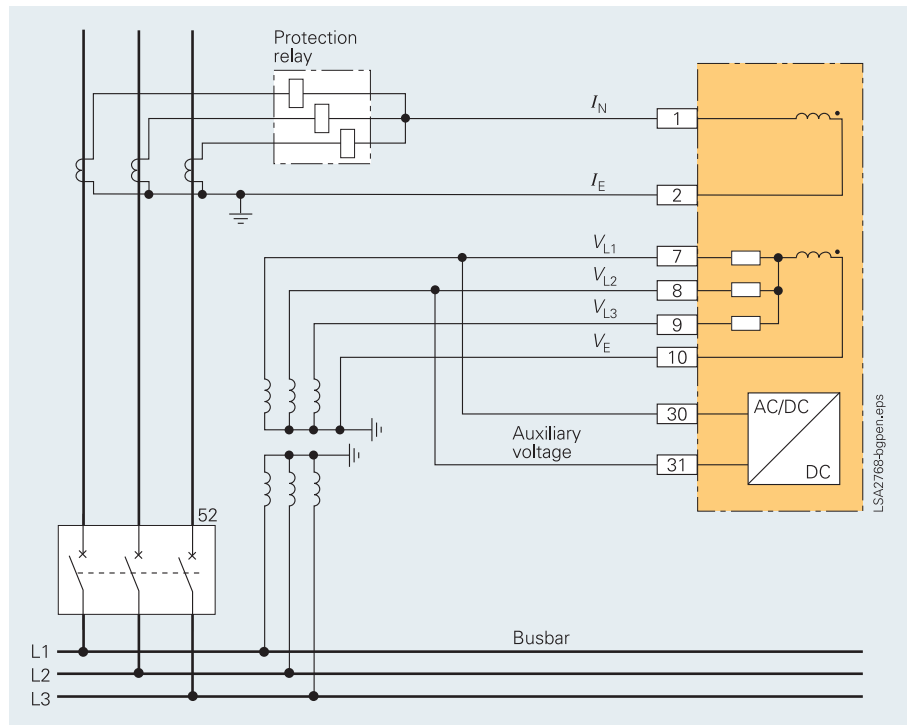 Protection
relay
I_N
1
I_E
2
V_L1
7
V_L2
8
V_L3
9
V_E
10
30
AC/DC
Auxiliary
voltage
31
DC
LSA2768-bgpen.eps
52
Busbar
L1
L2
L3